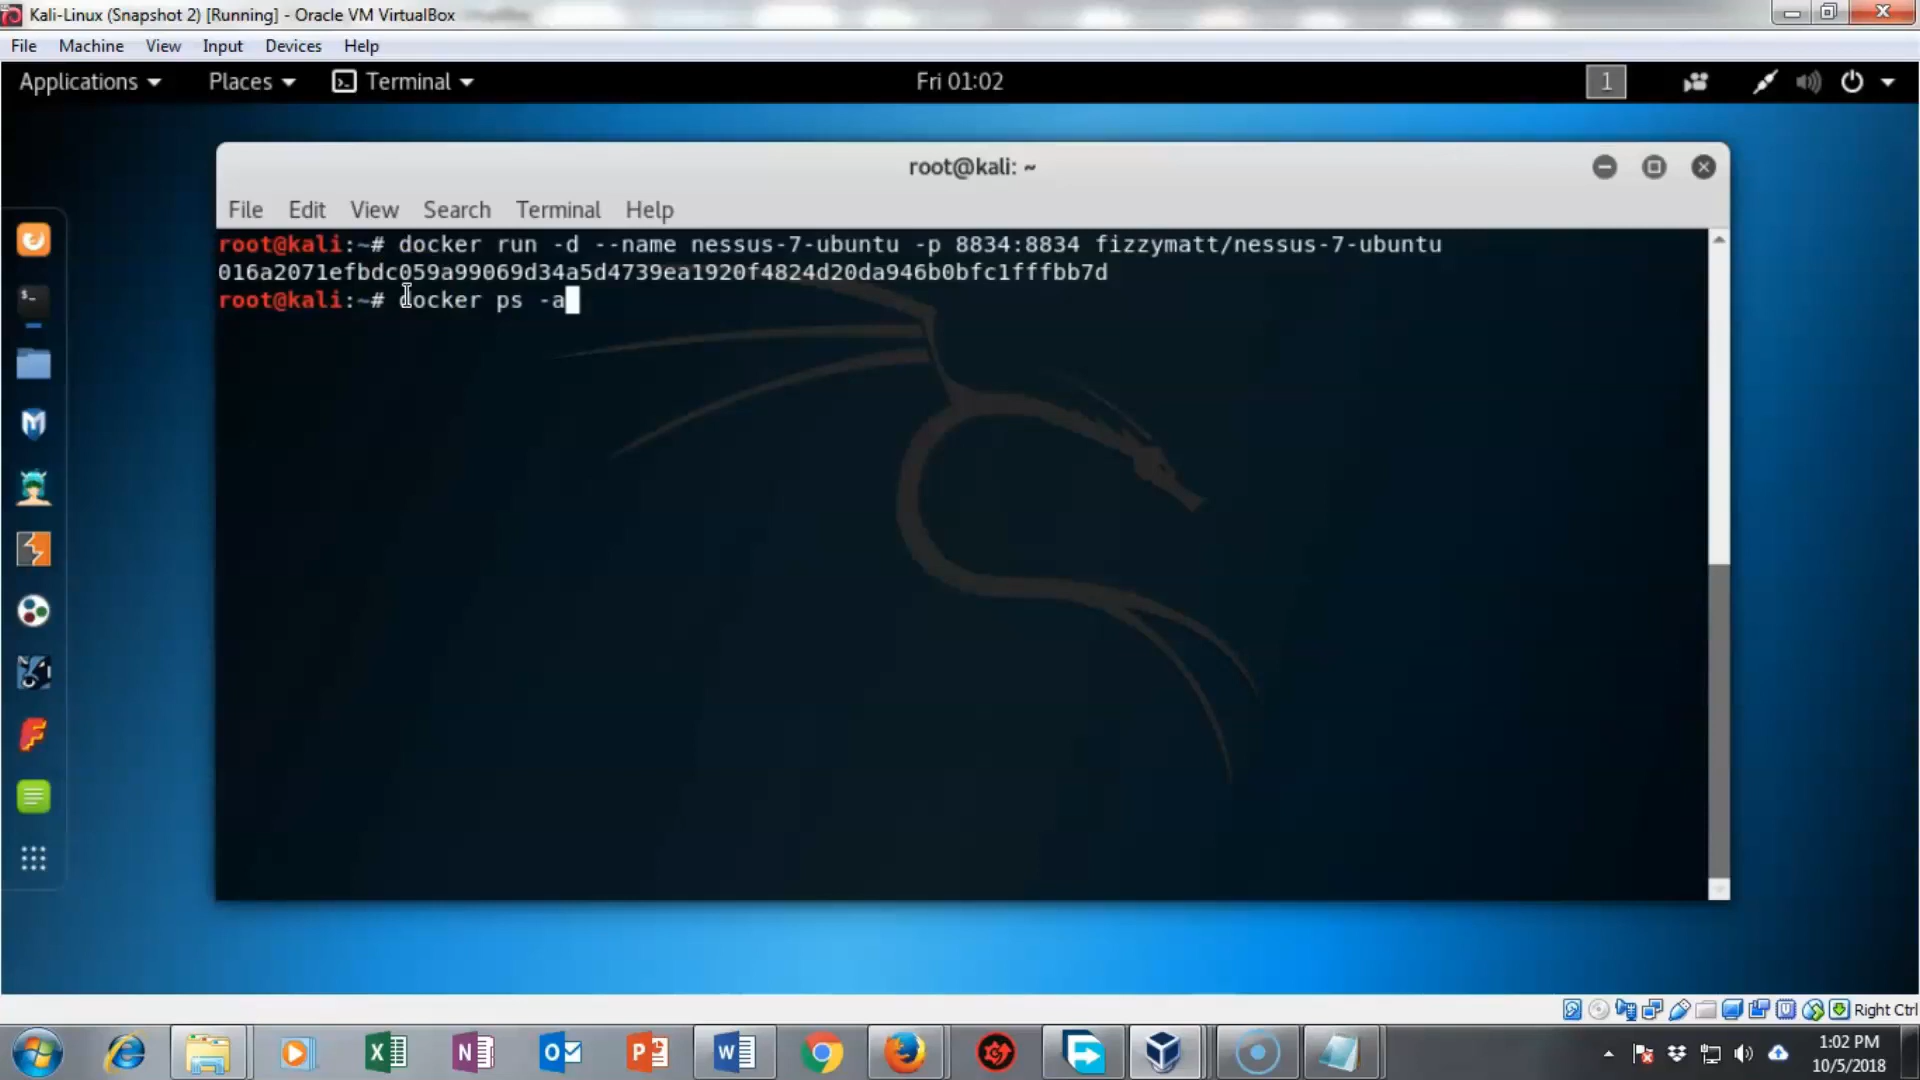 Kali-Linux (Snapshot 2) [Running] - Oracle VM VirtualBox
File Machine View Input Devices Help
Applications Places Terminal Fri 01:02 1
root@kali: ~
File Edit View Search Terminal Help
root@kali:~# docker run -d --name nessus-7-ubuntu -p 8834:8834 fizzymatt/nessus-7-ubuntu
016a2071efbdc059a99069d34a5d4739ea1920f4824d20da946b0bfc1fffbb7d
root@kali:~# docker ps -a
Right Ctrl
1:02 PM
10/5/2018